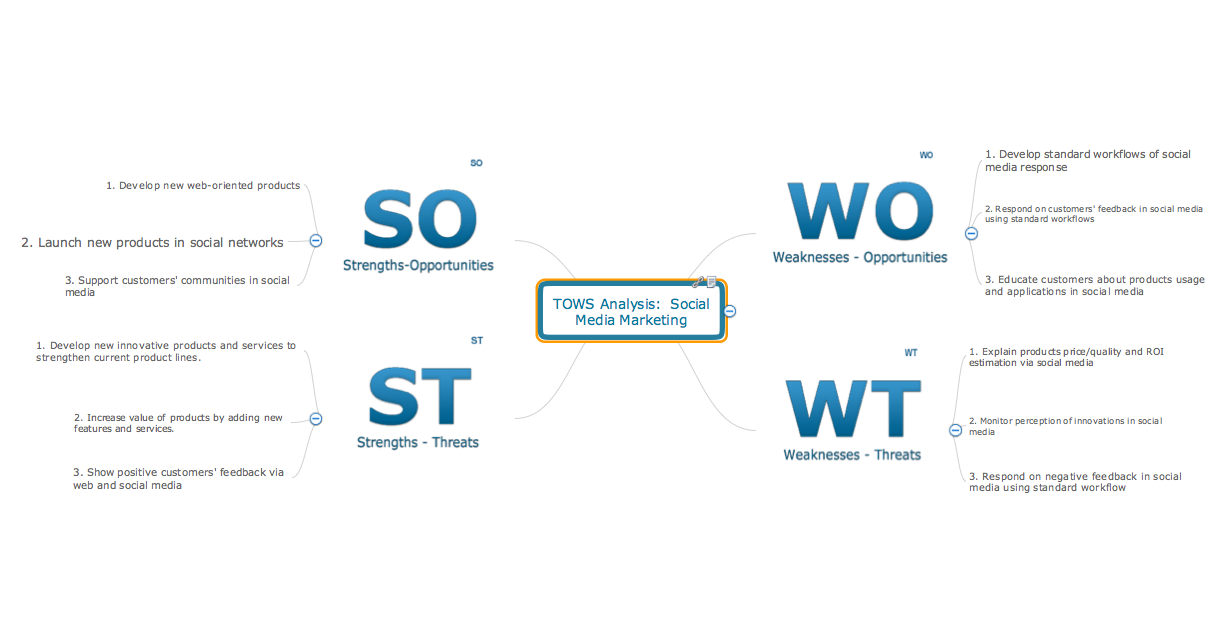 SO
SO
Strengths-Opportunities
1. Develop new web-oriented products
2. Launch new products in social networks
3. Support customers' communities in social
media
ST
ST
Strengths - Threats
1. Develop new innovative products and services to
strengthen current product lines.
2. Increase value of products by adding new
features and services.
3. Show positive customers' feedback via
web and social media
TOWS Analysis:  Social
Media Marketing
WO
WO
Weaknesses - Opportunities
1. Develop standard workflows of social
media response
2. Respond on customers' feedback in social media
using standard workflows
3. Educate customers about products usage
and applications in social media
WT
WT
Weaknesses - Threats
1. Explain products price/quality and ROI
estimation via social media
2. Monitor perception of innovations in social
media
3. Respond on negative feedback in social
media using standard workflow